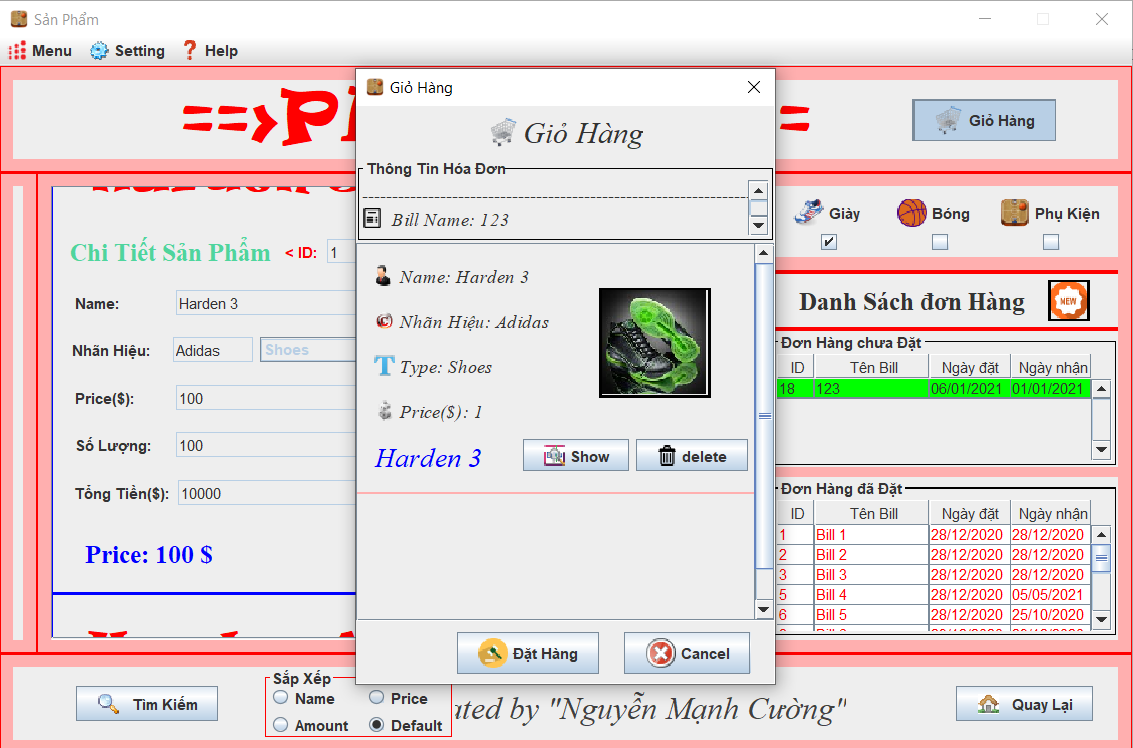 Sản Phẩm
Menu Setting Help
Giỏ Hàng
Giỏ Hàng
Giỏ Hàng
Thông Tin Hóa Đơn
Bill Name: 123
Name: Harden 3
Nhãn Hiệu: Adidas
Type: Shoes
Price($): 1
Harden 3
Show
delete
Đặt Hàng
Cancel
Chi Tiết Sản Phẩm < ID: 1
Name: Harden 3
Nhãn Hiệu: Adidas Shoes
Price($): 100
Số Lượng: 100
Tổng Tiền($): 10000
Price: 100 $
Giày Bóng Phụ Kiện
Danh Sách đơn Hàng NEW
Đơn Hàng chưa Đặt
ID Tên Bill Ngày đặt Ngày nhận
18 123 06/01/2021 01/01/2021
Đơn Hàng đã Đặt
ID Tên Bill Ngày đặt Ngày nhận
1 Bill 1 28/12/2020 28/12/2020
2 Bill 2 28/12/2020 28/12/2020
3 Bill 3 28/12/2020 28/12/2020
5 Bill 4 28/12/2020 05/05/2021
6 Bill 5 28/12/2020 25/10/2020
Tìm Kiếm
Sắp Xếp
Name Price
Amount Default
ated by "Nguyễn Mạnh Cường"
Quay Lại